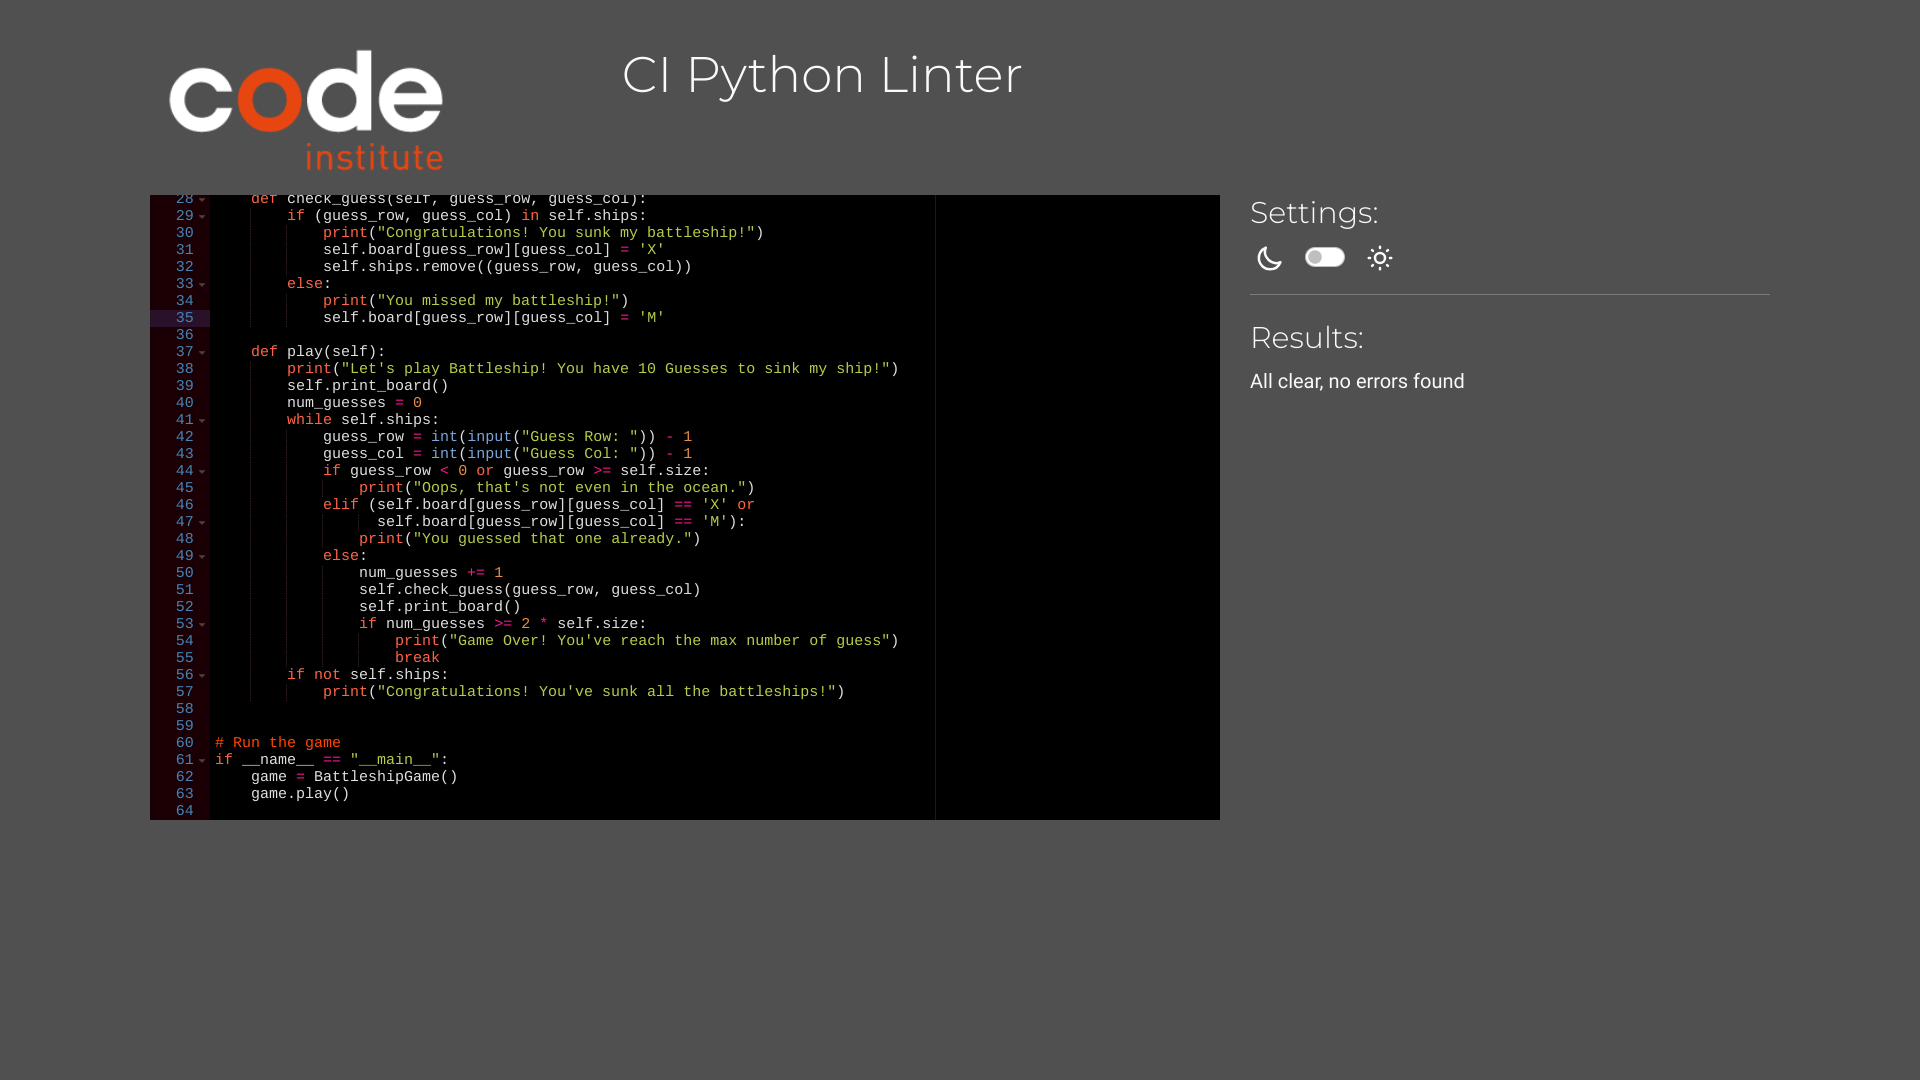 code
institute
CI Python Linter
28 def check_guess(self, guess_row, guess_col):
29 if (guess_row, guess_col) in self.ships:
30 print("Congratulations! You sunk my battleship!")
31 self.board[guess_row][guess_col] = 'X'
32 self.ships.remove((guess_row, guess_col))
33 else:
34 print("You missed my battleship!")
35 self.board[guess_row][guess_col] = 'M'
36
37 def play(self):
38 print("Let's play Battleship! You have 10 Guesses to sink my ship!")
39 self.print_board()
40 num_guesses = 0
41 while self.ships:
42 guess_row = int(input("Guess Row: ")) - 1
43 guess_col = int(input("Guess Col: ")) - 1
44 if guess_row < 0 or guess_row >= self.size:
45 print("Oops, that's not even in the ocean.")
46 elif (self.board[guess_row][guess_col] == 'X' or
47 self.board[guess_row][guess_col] == 'M'):
48 print("You guessed that one already.")
49 else:
50 num_guesses += 1
51 self.check_guess(guess_row, guess_col)
52 self.print_board()
53 if num_guesses >= 2 * self.size:
54 print("Game Over! You've reach the max number of guess")
55 break
56 if not self.ships:
57 print("Congratulations! You've sunk all the battleships!")
58
59
60 # Run the game
61 if __name__ == "__main__":
62 game = BattleshipGame()
63 game.play()
64
Settings:
Results:
All clear, no errors found